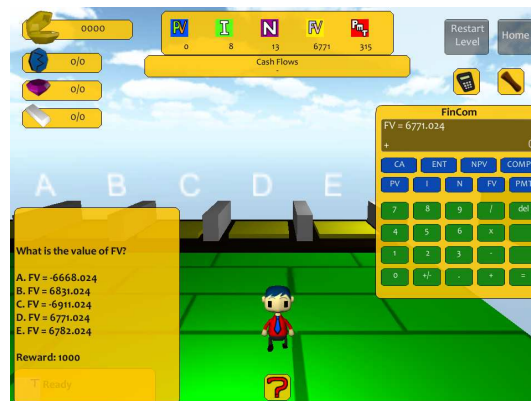 0000
0/0
0/0
0/0
PV I N FV PMT
0 8 13 6771 315
Cash Flows
-
Restart
Level
Home
FinCom
FV = 6771.024
+ 0
CA ENT NPV COMP
PV I N FV PMT
7 8 9 / del
4 5 6 x
1 2 3 -
0 +/- . + =
A B C D E
What is the value of FV?
A. FV = -6668.024
B. FV = 6831.024
C. FV = -6911.024
D. FV = 6771.024
E. FV = 6782.024
Reward: 1000
T Ready
?